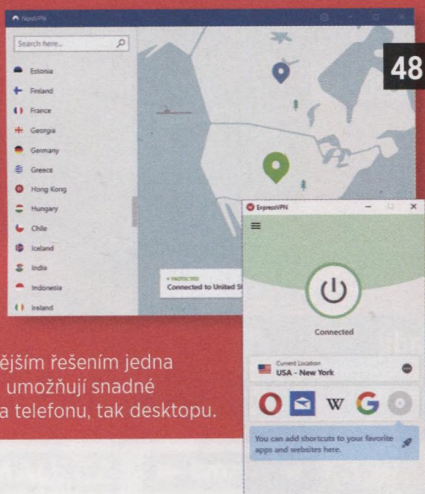 NordVPN
Search here...
48
Estonia
Finland
France
Georgia
Germany
Greece
Hong Kong
Hungary
Chile
Iceland
India
Indonesia
Ireland
PROTECTED
Connected to United St
ExpressVPN
Connected
Current Location
USA - New York
W G
You can add shortcuts to your favorite
apps and websites here.
ějším řešením jedna
umožňují snadné
a telefonu, tak desktopu.